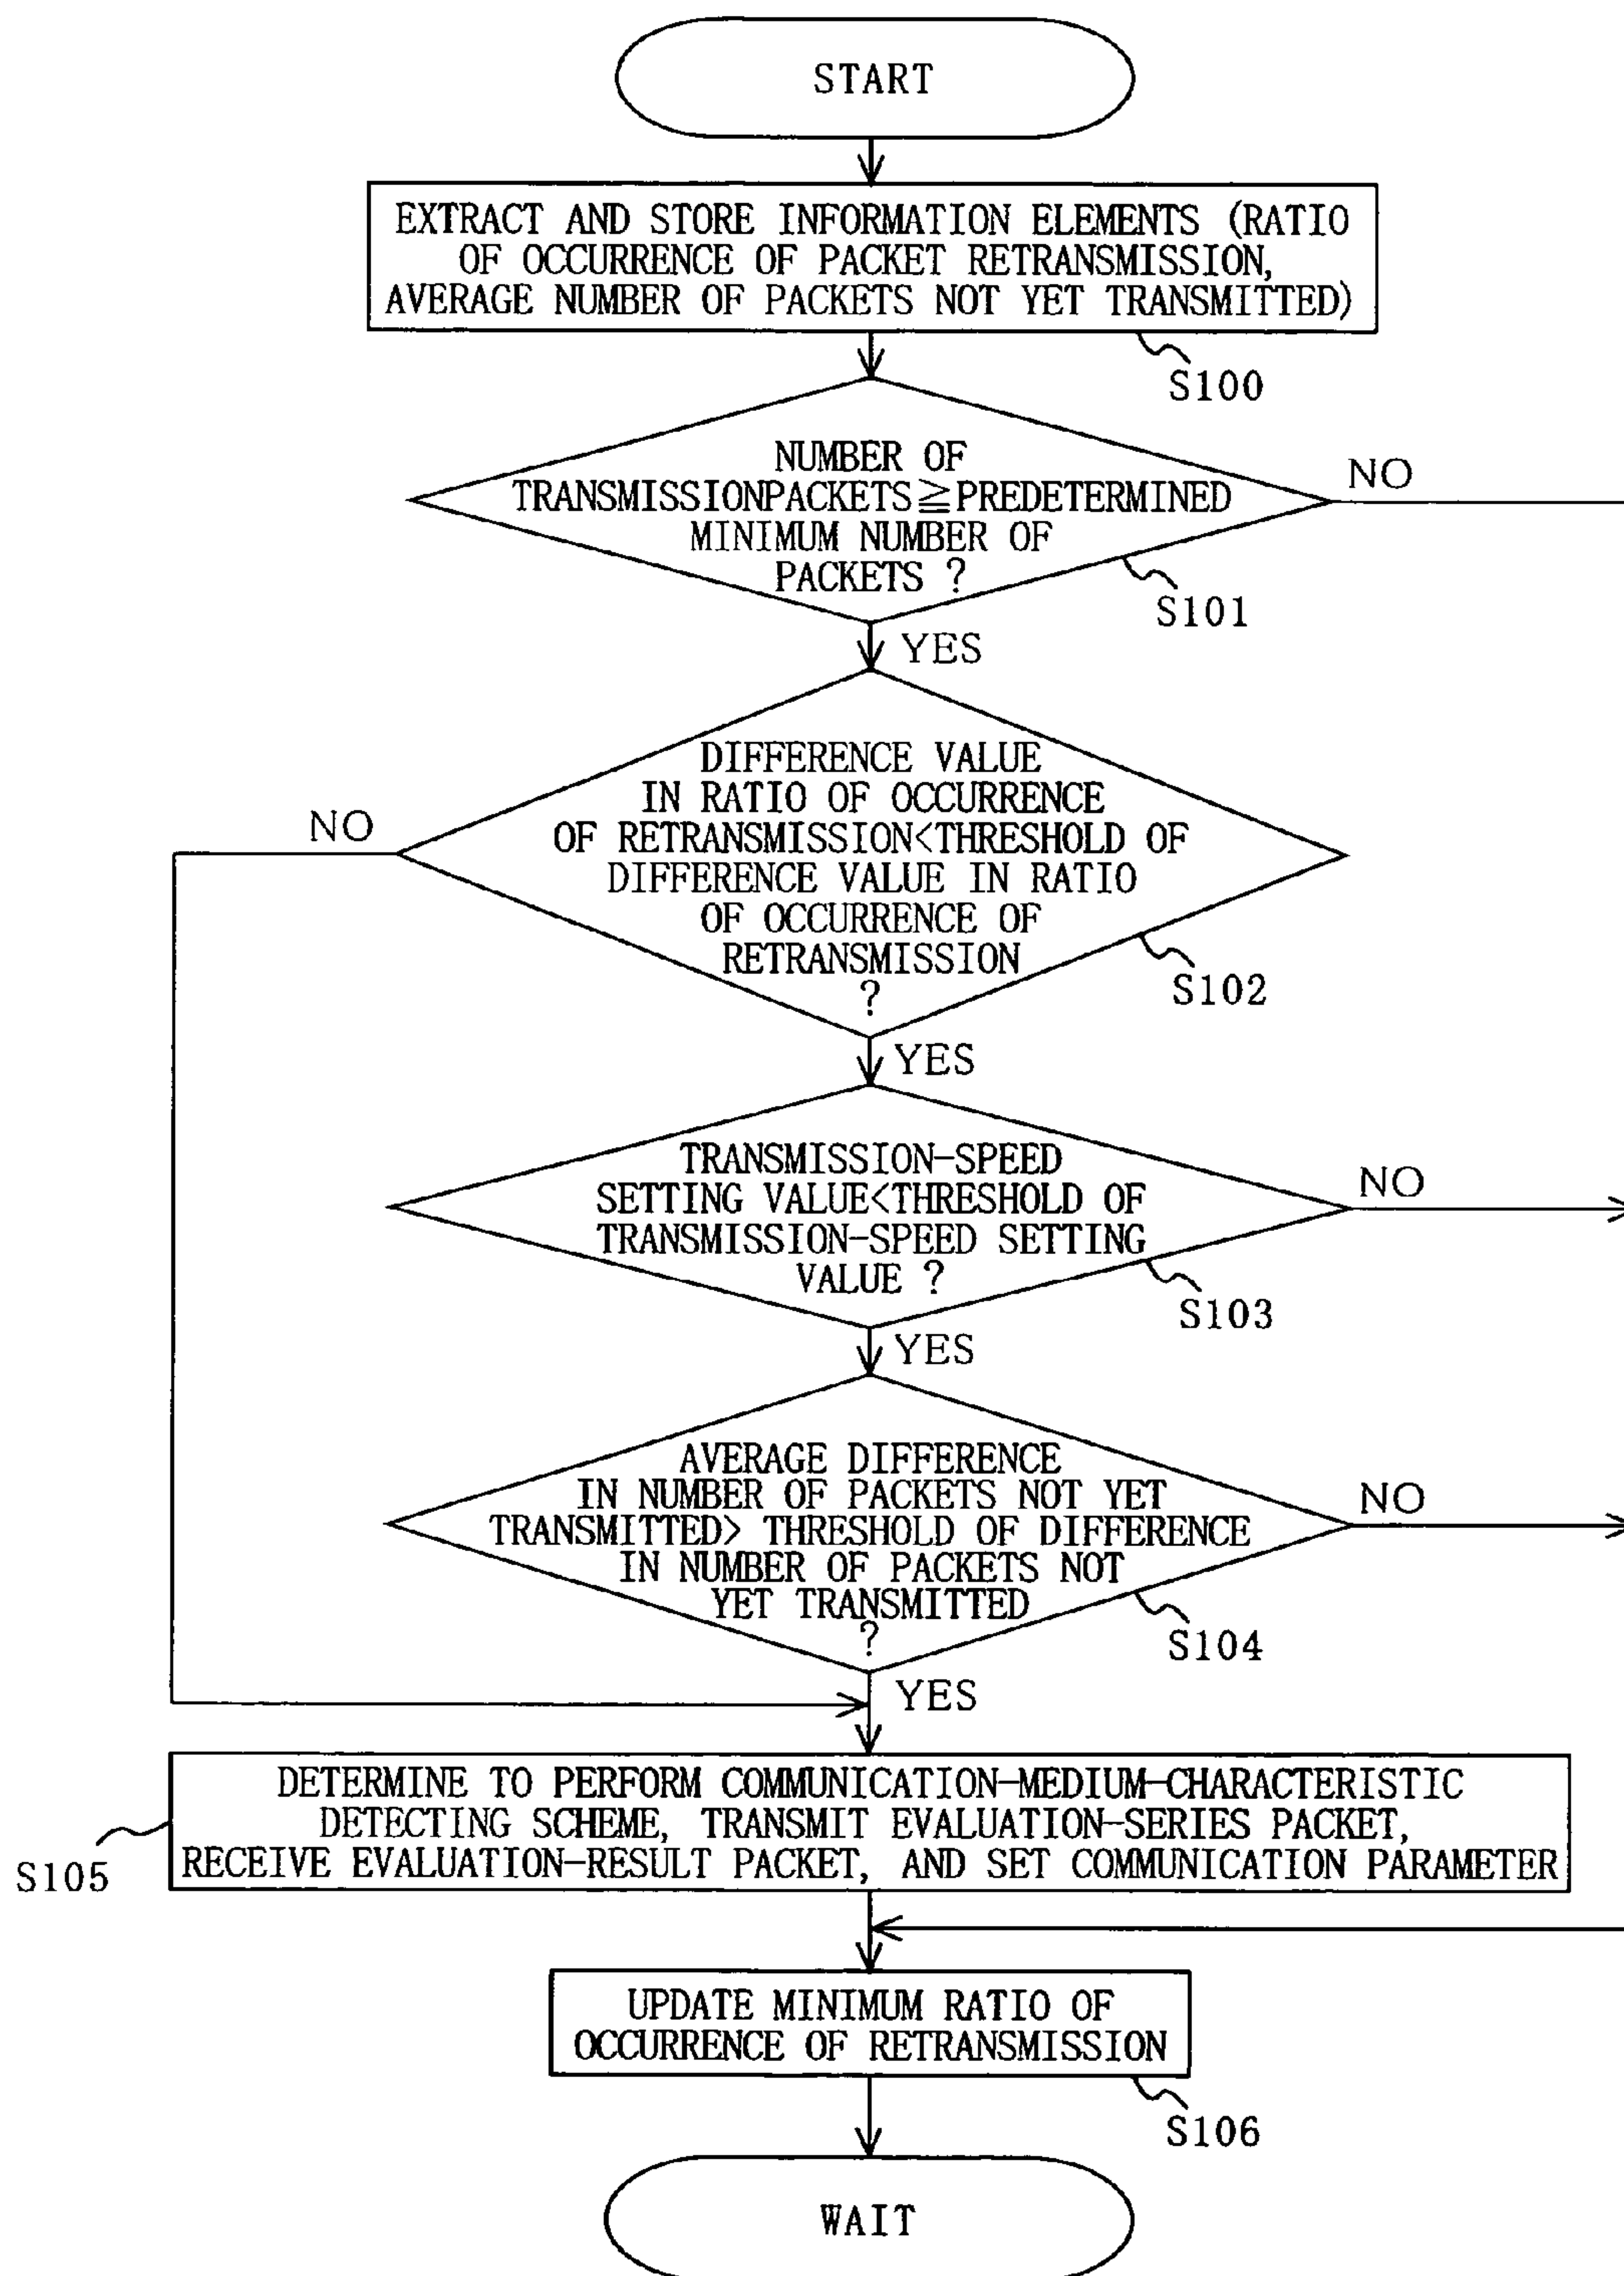 START
EXTRACT AND STORE INFORMATION ELEMENTS (RATIO
OF OCCURRENCE OF PACKET RETRANSMISSION,
AVERAGE NUMBER OF PACKETS NOT YET TRANSMITTED)
S100
NUMBER OF
TRANSMISSIONPACKETS≧PREDETERMINED
MINIMUM NUMBER OF
PACKETS ?
NO
S101
YES
DIFFERENCE VALUE
IN RATIO OF OCCURRENCE
OF RETRANSMISSION<THRESHOLD OF
DIFFERENCE VALUE IN RATIO
OF OCCURRENCE OF
RETRANSMISSION
?
NO
S102
YES
TRANSMISSION-SPEED
SETTING VALUE<THRESHOLD OF
TRANSMISSION-SPEED SETTING
VALUE ?
NO
S103
YES
AVERAGE DIFFERENCE
IN NUMBER OF PACKETS NOT YET
TRANSMITTED> THRESHOLD OF DIFFERENCE
IN NUMBER OF PACKETS NOT
YET TRANSMITTED
?
NO
S104
YES
DETERMINE TO PERFORM COMMUNICATION-MEDIUM-CHARACTERISTIC
DETECTING SCHEME, TRANSMIT EVALUATION-SERIES PACKET,
RECEIVE EVALUATION-RESULT PACKET, AND SET COMMUNICATION PARAMETER
S105
UPDATE MINIMUM RATIO OF
OCCURRENCE OF RETRANSMISSION
S106
WAIT